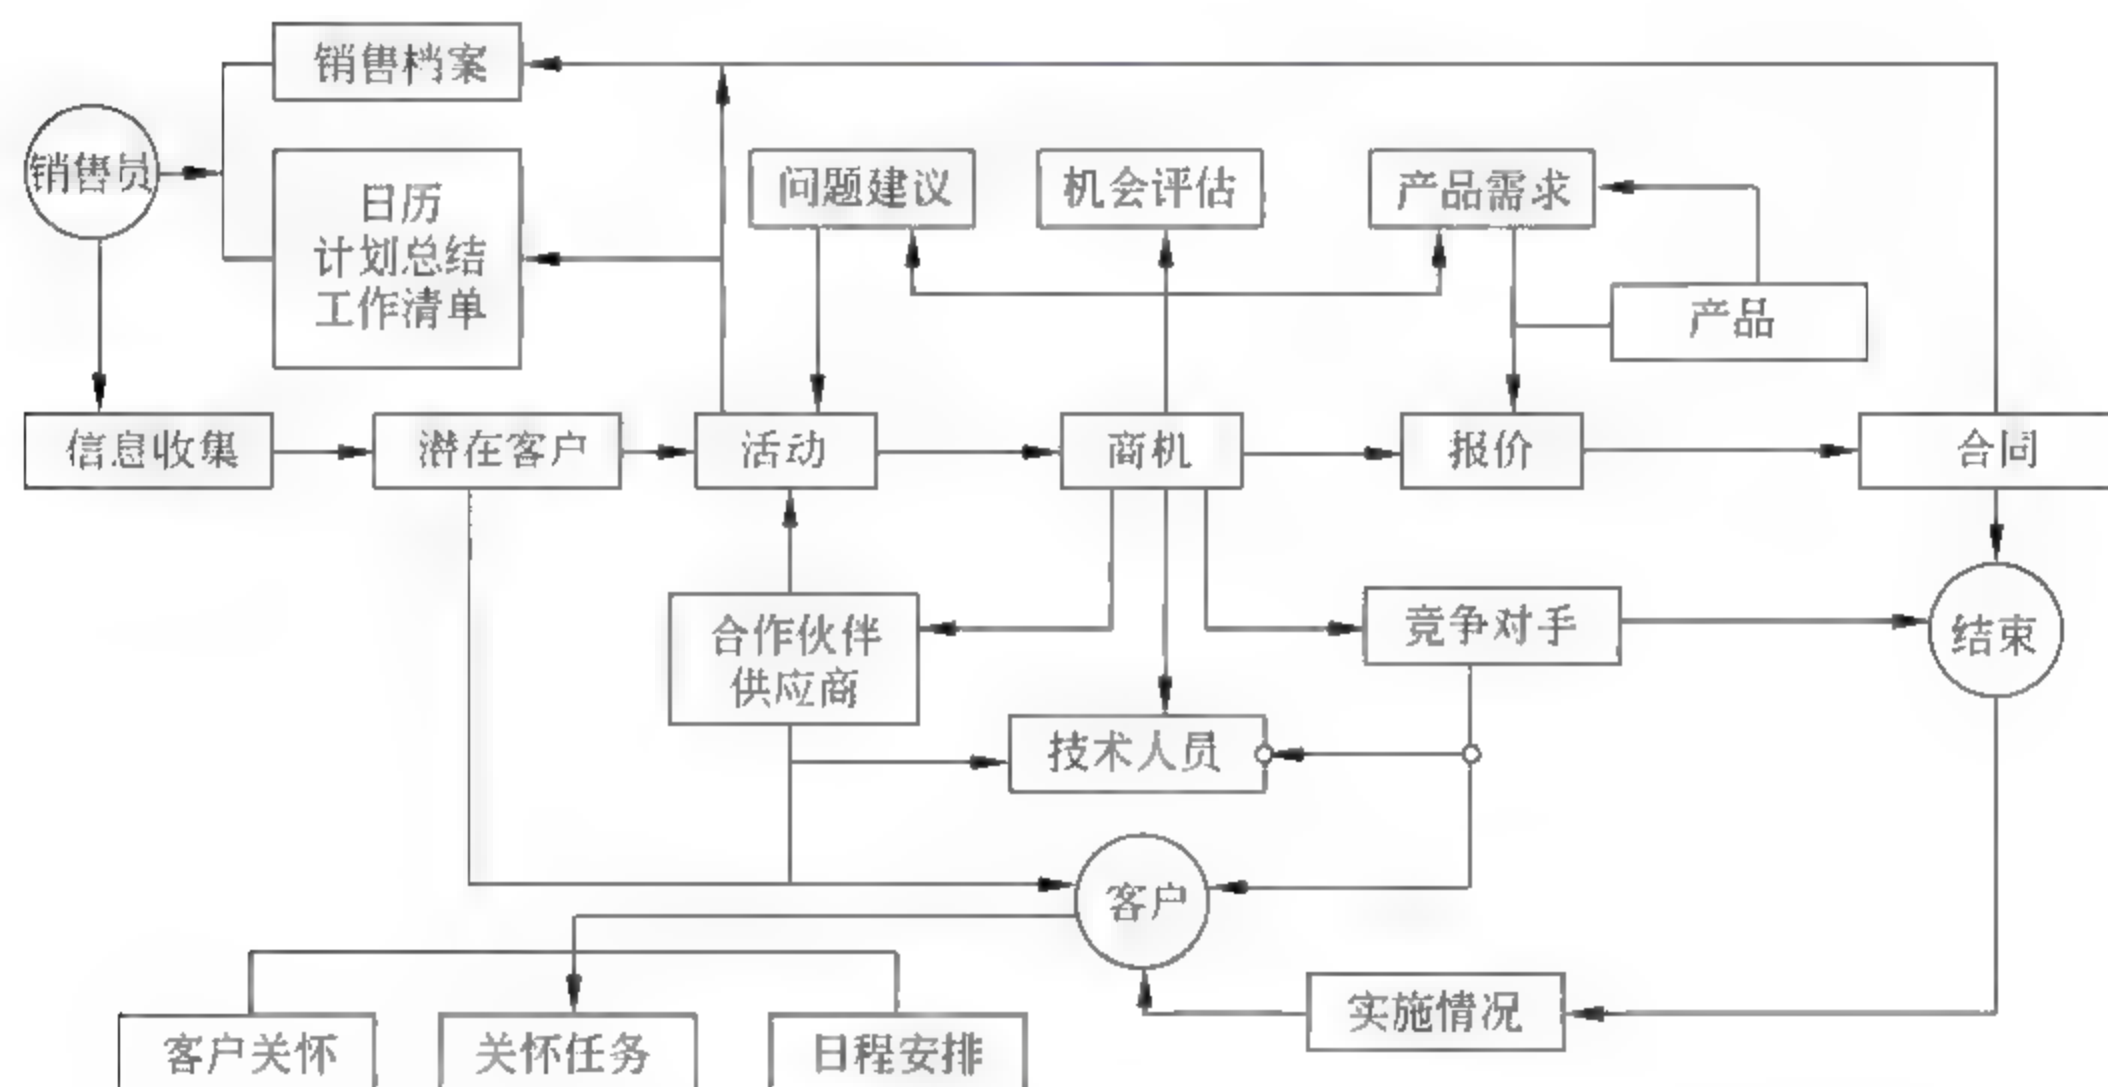 销售档案
销售员
日历
计划总结
工作清单
问题建议
机会评估
产品需求
产品
信息收集
潜在客户
活动
商机
报价
合同
合作伙伴
供应商
竞争对手
结束
技术人员
客户
实施情况
客户关怀
关怀任务
日程安排